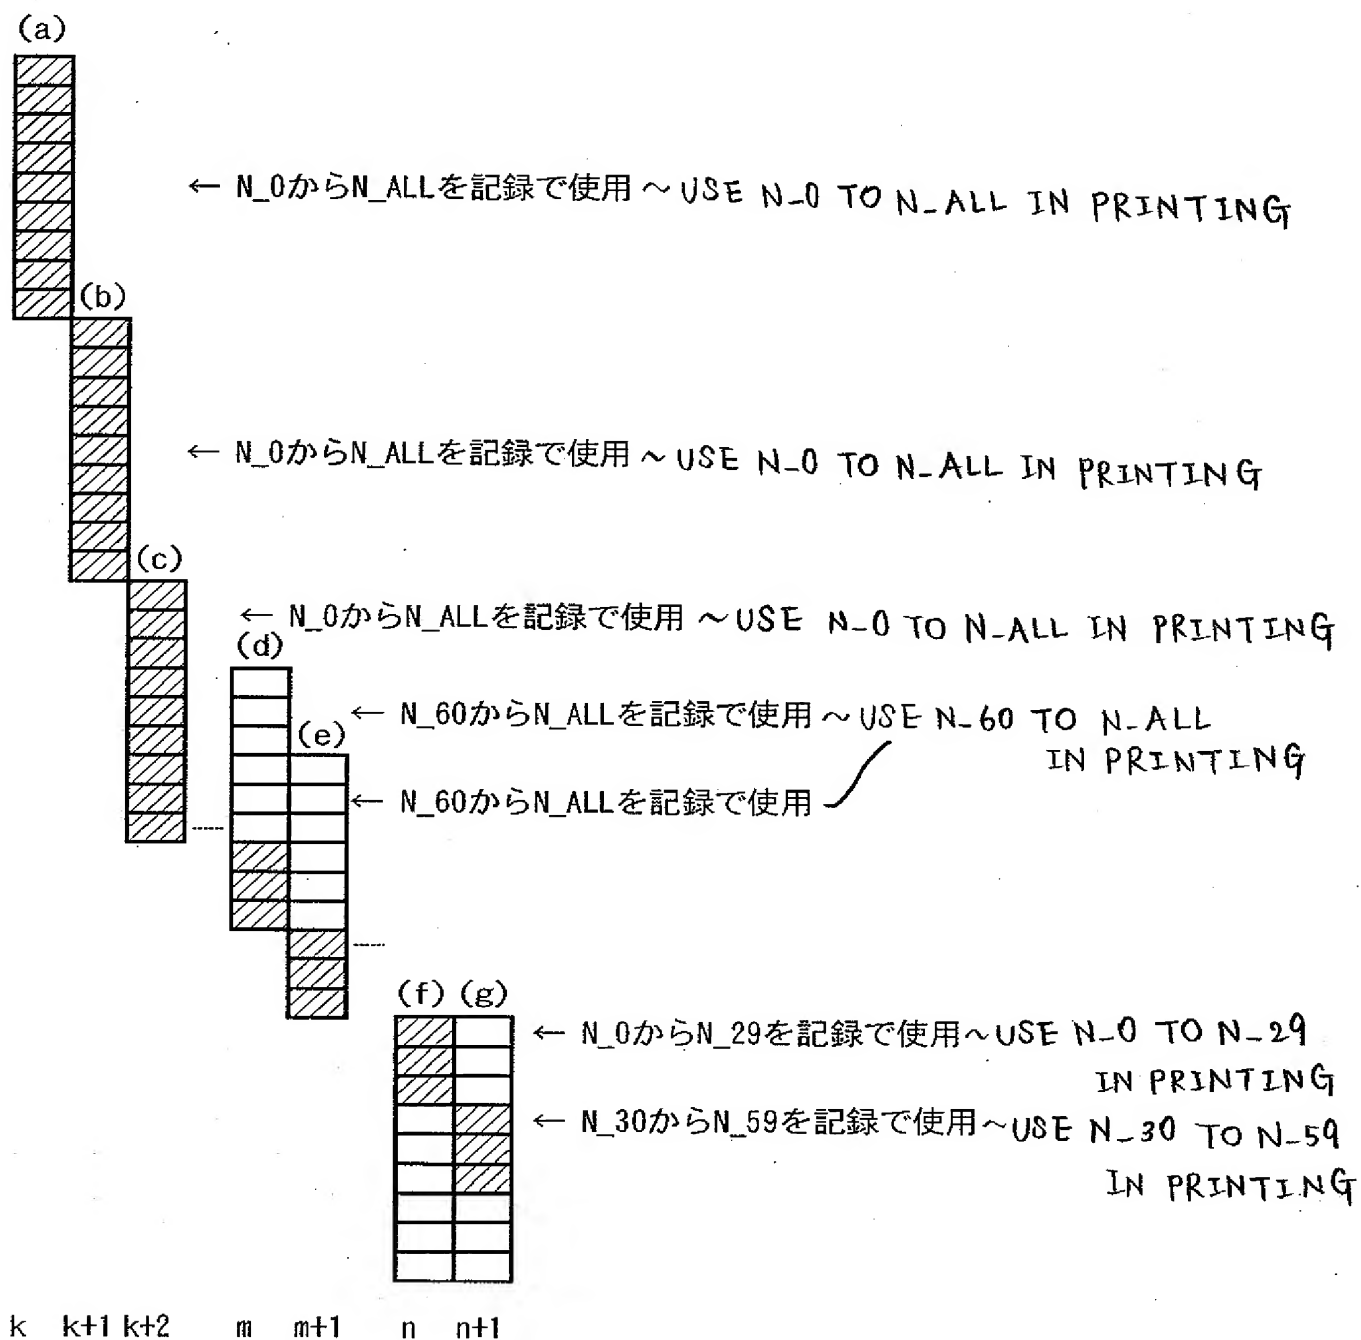 (a)
← N_0からN_ALLを記録で使用 ~ USE N-0 TO N-ALL IN PRINTING
(b)
← N_0からN_ALLを記録で使用 ~ USE N-0 TO N-ALL IN PRINTING
(c)
← N_0からN_ALLを記録で使用 ~ USE N-0 TO N-ALL IN PRINTING
(d)
← N_60からN_ALLを記録で使用 ~ USE N-60 TO N-ALL
IN PRINTING
(e)
← N_60からN_ALLを記録で使用
(f) (g)
← N_0からN_29を記録で使用 ~ USE N-0 TO N-29
IN PRINTING
← N_30からN_59を記録で使用 ~ USE N-30 TO N-59
IN PRINTING
k k+1 k+2 m m+1 n n+1